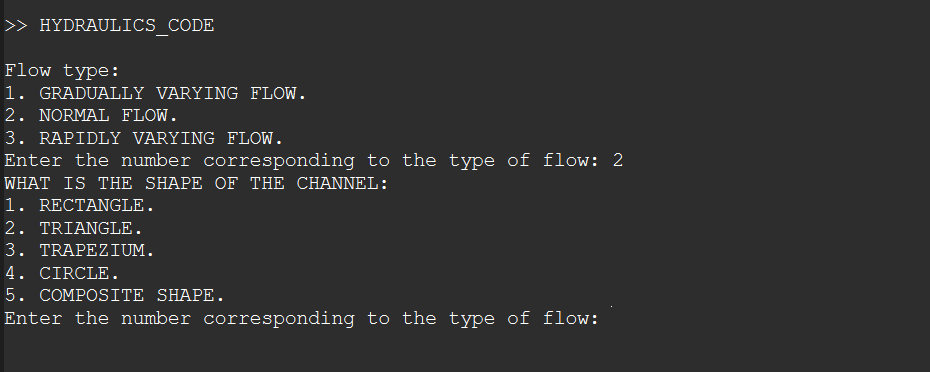 >> HYDRAULICS_CODE
Flow type:
1. GRADUALLY VARYING FLOW.
2. NORMAL FLOW.
3. RAPIDLY VARYING FLOW.
Enter the number corresponding to the type of flow: 2
WHAT IS THE SHAPE OF THE CHANNEL:
1. RECTANGLE.
2. TRIANGLE.
3. TRAPEZIUM.
4. CIRCLE.
5. COMPOSITE SHAPE.
Enter the number corresponding to the type of flow: